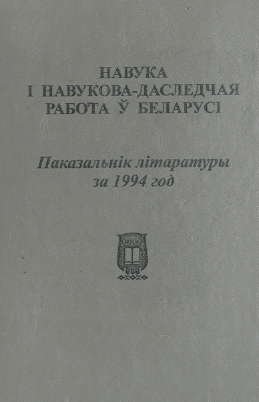 НАВУКА
І НАВУКОВА-ДАСЛЕДЧАЯ
РАБОТА Ў БЕЛАРУСІ
Паказальнік літаратуры
за 1994 год